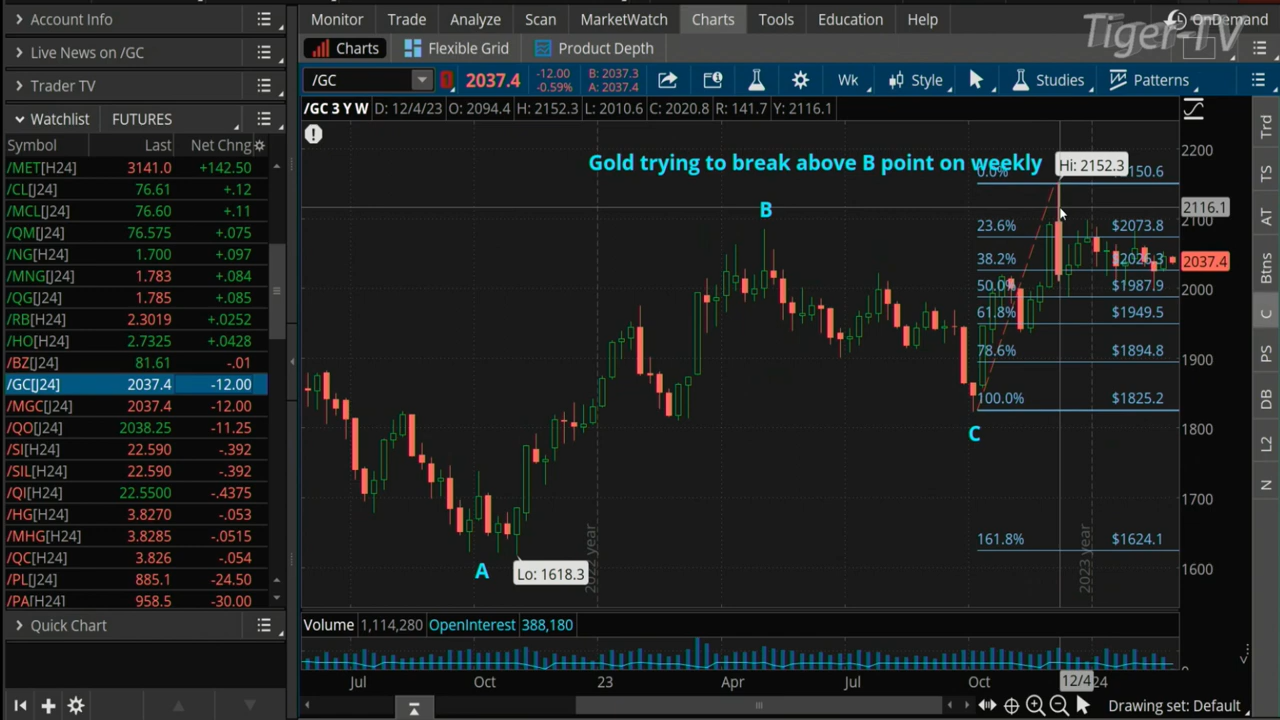 Account Info
Live News on /GC
Trader TV
Watchlist FUTURES
Symbol Last Net Chng
/MET[H24] 3141.0 +142.50
/CL[J24] 76.61 +.12
/MCL[J24] 76.60 +.11
/QM[J24] 76.575 +.075
/NG[H24] 1.700 +.097
/MNG[H24] 1.783 +.084
/QG[H24] 1.785 +.085
/RB[H24] 2.3019 +.0252
/HO[H24] 2.7325 +.0428
/BZ[H24] 81.61 -.01
/GC[J24] 2037.4 -12.00
/MGC[J24] 2037.4 -12.00
/QO[J24] 2038.25 -11.25
/SI[H24] 22.590 -.392
/SIL[H24] 22.590 -.392
/QI[H24] 22.5500 -.4375
/HG[H24] 3.8270 -.053
/MHG[H24] 3.8285 -.0515
/QC[H24] 3.826 -.054
/PL[J24] 885.1 -24.50
/PA[H24] 958.5 -30.00
Quick Chart
Monitor Trade Analyze Scan MarketWatch Charts Tools Education Help OnDemand
Tiger-TV
Charts Flexible Grid Product Depth
/GC 2037.4 -12.00 -0.59% B: 2037.3 A: 2037.4 Wk Style Studies Patterns
/GC 3 Y W D: 12/4/23 O: 2094.4 H: 2152.3 L: 2010.6 C: 2020.8 R: 141.7 Y: 2116.1
Gold trying to break above B point on weekly
Hi: 2152.3
0.0%
B
23.6% $2073.8
38.2%
50.0% $1987.9
61.8% $1949.5
78.6% $1894.8
100.0% $1825.2
C
161.8% $1624.1
A
Lo: 1618.3
2022 year
2023 year
2200
2116.1
2100
2037.4
2000
1900
1800
1700
1600
Volume 1,114,280 OpenInterest 388,180
Jul Oct 23 Apr Jul Oct 12/4 24
Drawing set: Default
Trd
TS
AT
Btns
C
PS
DB
L2
N